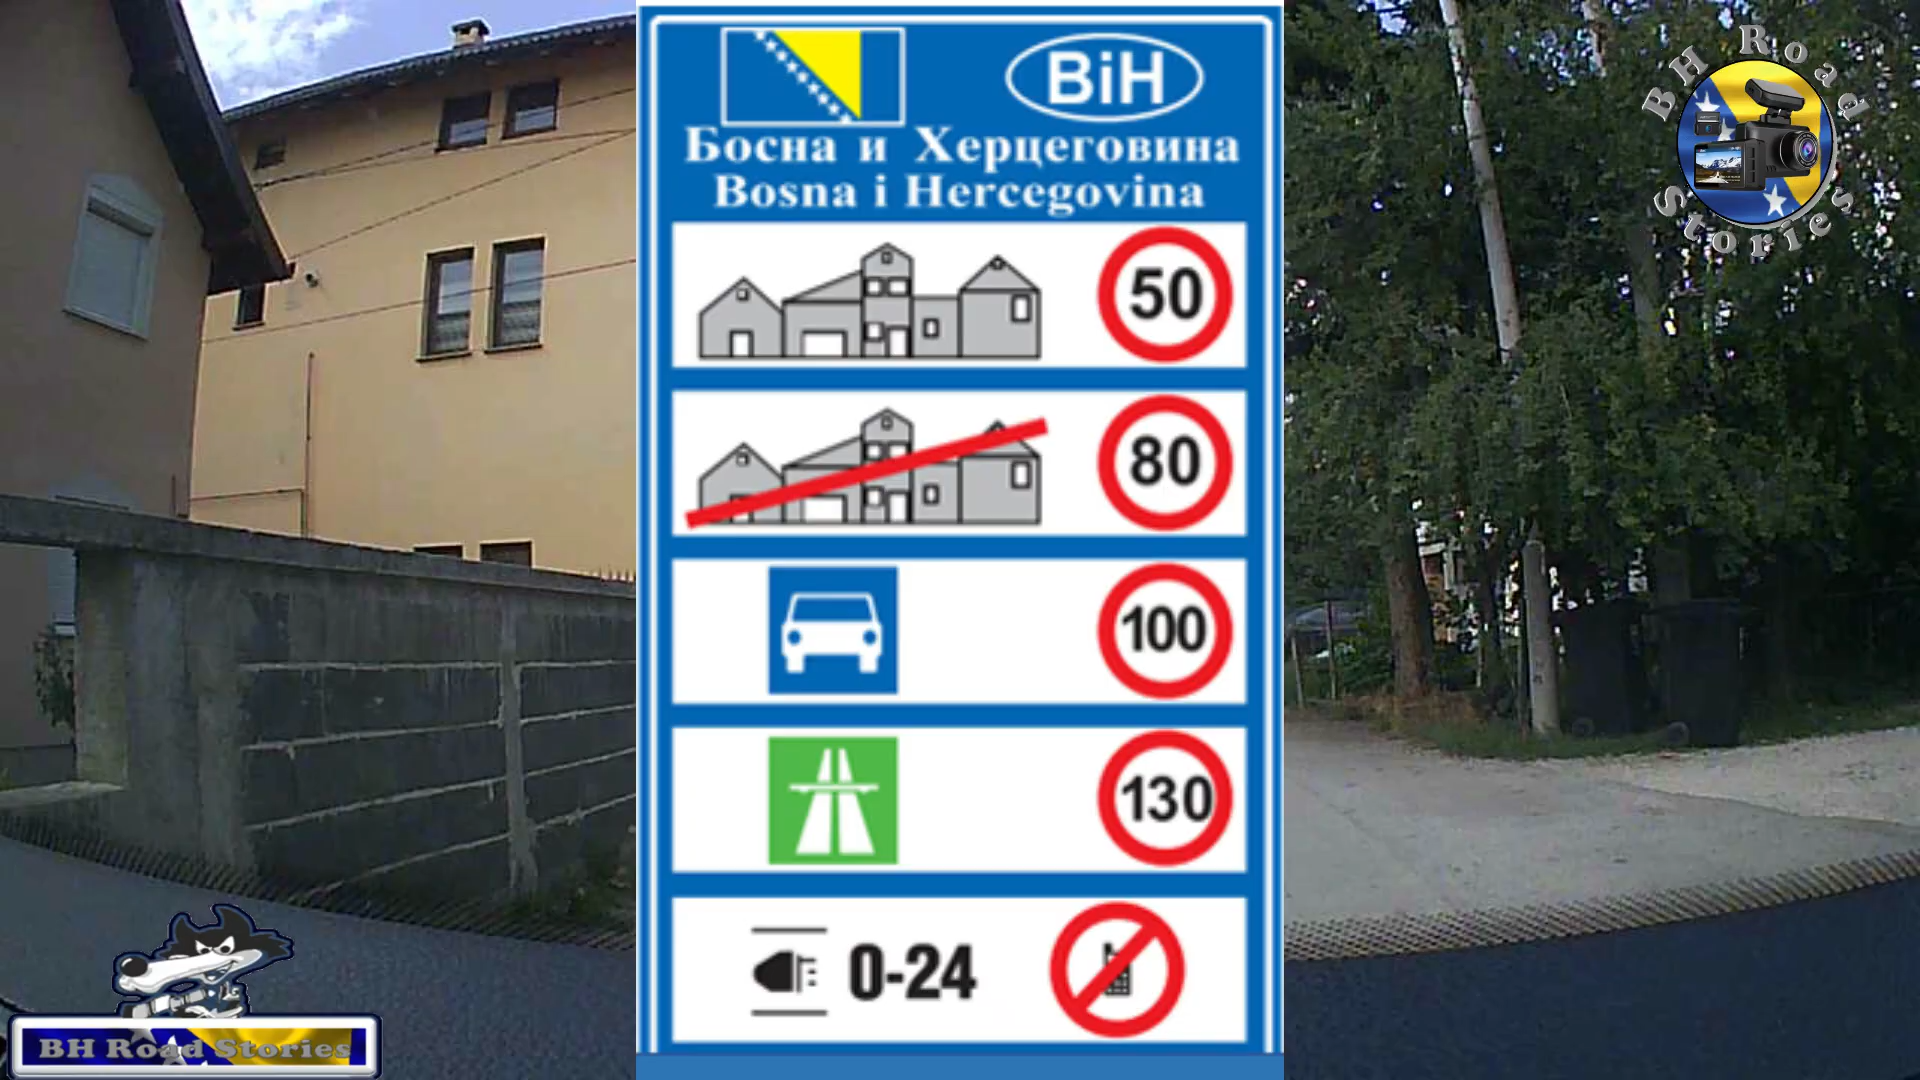 BiH
Босна и Херцеговина
Bosna i Hercegovina
50
80
100
130
0-24
BH Road
Stories
BH Road Stories